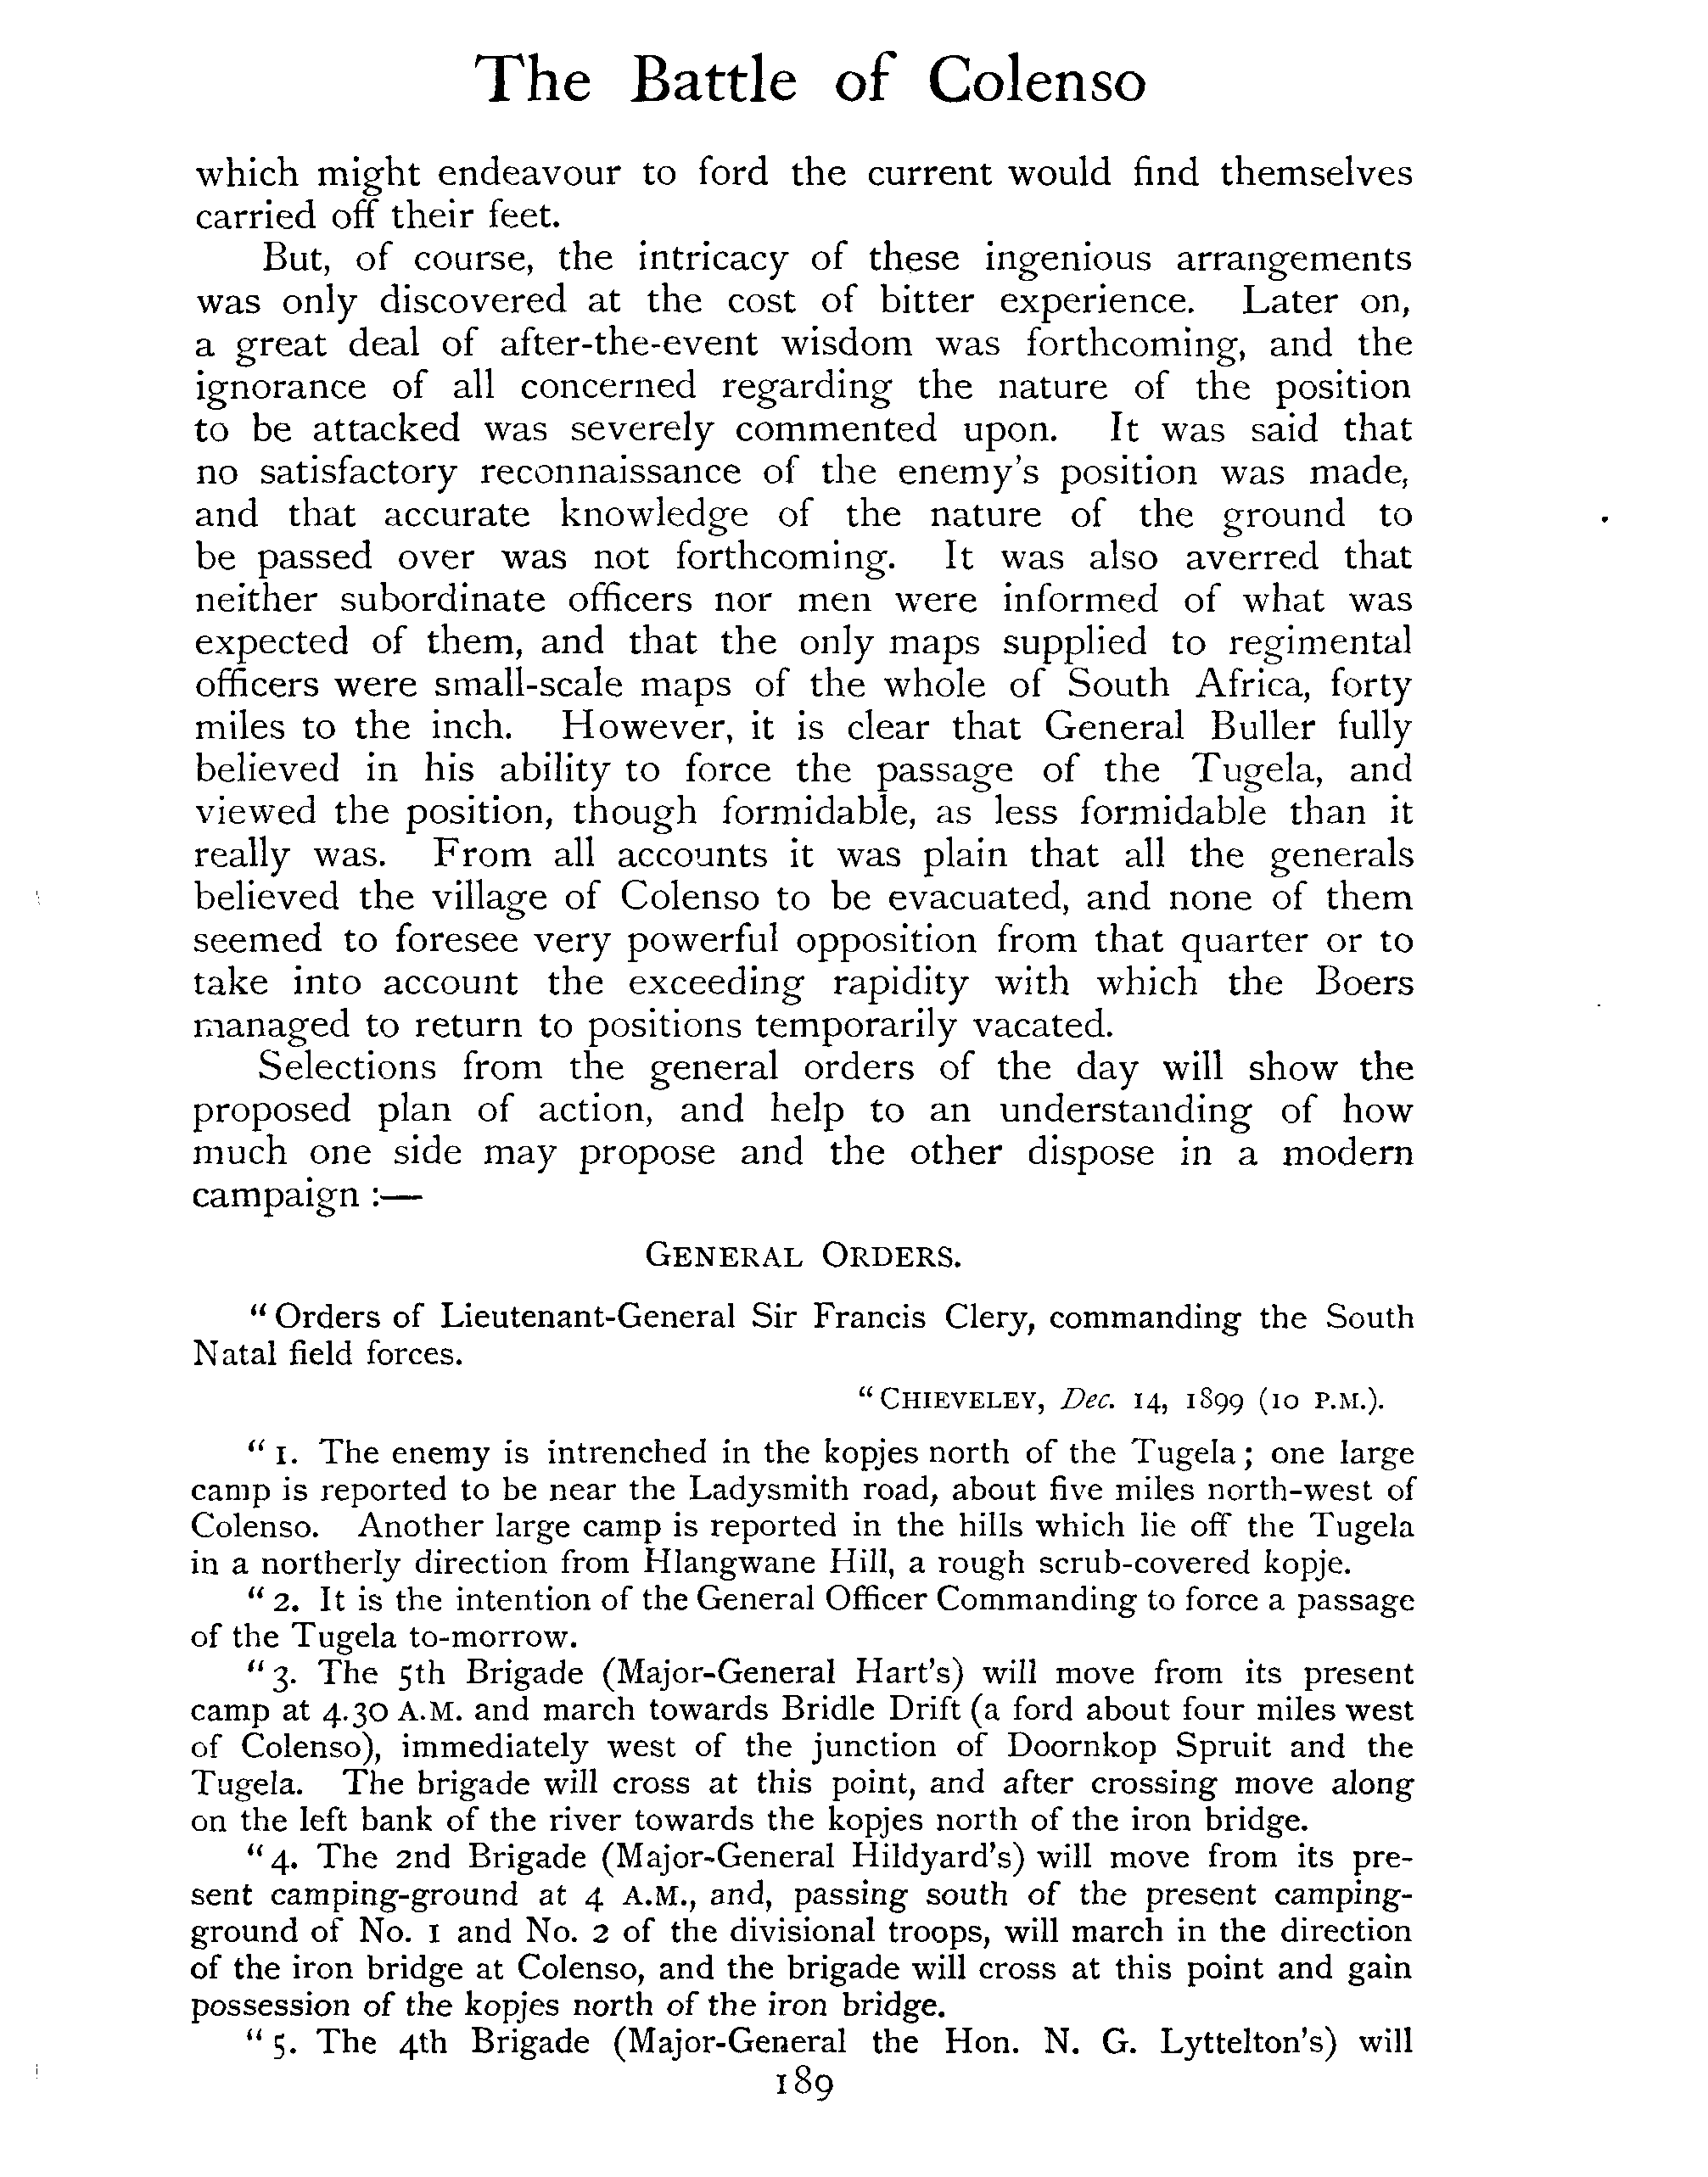 The Battle of Colenso
which might endeavour to ford the current would find themselves
carried off their feet.
But, of course, the intricacy of these ingenious arrangements
was only discovered at the cost of bitter experience. Later on,
a great deal of after-the-event wisdom was forthcoming, and the
ignorance of all concerned regarding the nature of the position
to be attacked was severely commented upon. It was said that
no satisfactory reconnaissance of the enemy's position was made,
and that accurate knowledge of the nature of the ground to
be passed over was not forthcoming. It was also averred that
neither subordinate officers nor men were informed of what was
expected of them, and that the only maps supplied to regimental
officers were small-scale maps of the whole of South Africa, forty
miles to the inch. However, it is clear that General Buller fully
believed in his ability to force the passage of the Tugela, and
viewed the position, though formidable, as less formidable than it
really was. From all accounts it was plain that all the generals
believed the village of Colenso to be evacuated, and none of them
seemed to foresee very powerful opposition from that quarter or to
take into account the exceeding rapidity with which the Boers
managed to return to positions temporarily vacated.
Selections from the general orders of the day will show the
proposed plan of action, and help to an understanding of how
much one side may propose and the other dispose in a modern
campaign :—
GENERAL ORDERS.
"Orders of Lieutenant-General Sir Francis Clery, commanding the South
Natal field forces.
"CHIEVELEY, Dec. 14, 1899 (10 P.M.).
"1. The enemy is intrenched in the kopjes north of the Tugela; one large
camp is reported to be near the Ladysmith road, about five miles north-west of
Colenso. Another large camp is reported in the hills which lie off the Tugela
in a northerly direction from Hlangwane Hill, a rough scrub-covered kopje.
"2. It is the intention of the General Officer Commanding to force a passage
of the Tugela to-morrow.
"3. The 5th Brigade (Major-General Hart's) will move from its present
camp at 4.30 A.M. and march towards Bridle Drift (a ford about four miles west
of Colenso), immediately west of the junction of Doornkop Spruit and the
Tugela. The brigade will cross at this point, and after crossing move along
on the left bank of the river towards the kopjes north of the iron bridge.
"4. The 2nd Brigade (Major-General Hildyard's) will move from its pre-
sent camping-ground at 4 A.M., and, passing south of the present camping-
ground of No. 1 and No. 2 of the divisional troops, will march in the direction
of the iron bridge at Colenso, and the brigade will cross at this point and gain
possession of the kopjes north of the iron bridge.
"5. The 4th Brigade (Major-General the Hon. N. G. Lyttelton's) will
189